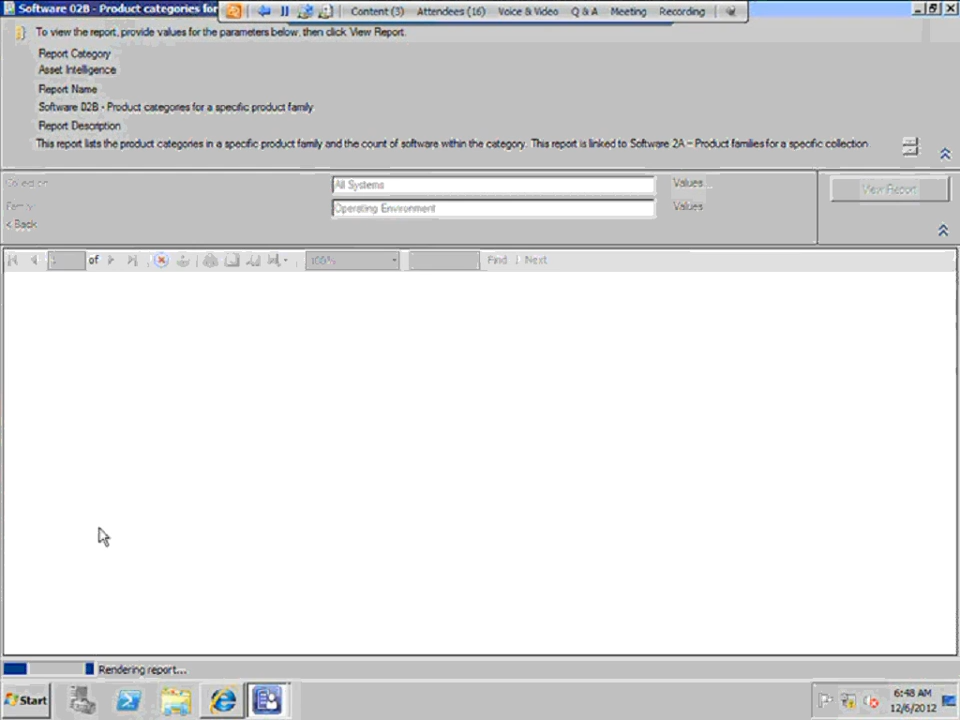 Software 02B - Product categories for
Content (3) Attendees (16) Voice & Video Q & A Meeting Recording
To view the report, provide values for the parameters below, then click View Report.
Report Category
Asset Intelligence
Report Name
Software 02B - Product categories for a specific product family
Report Description
This report lists the product categories in a specific product family and the count of software within the category. This report is linked to Software 2A – Product families for a specific collection
Collection All Systems Values... View Report
Family Operating Environment Values
< Back
1 of 100% Find | Next
Rendering report...
Start
6:48 AM
12/6/2012